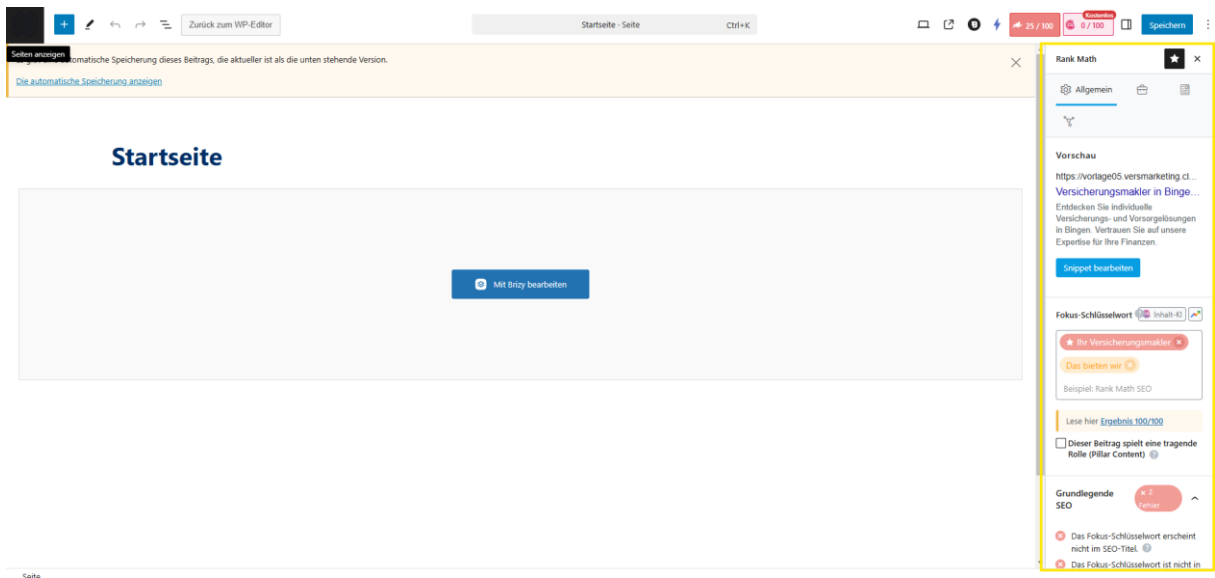 Zurück zum WP-Editor
Startseite - Seite
Ctrl+K
25 / 100
Kostenlos
0 / 100
Speichern
Seiten anzeigen
automatische Speicherung dieses Beitrags, die aktueller ist als die unten stehende Version.
Die automatische Speicherung anzeigen
Startseite
Mit Brizy bearbeiten
Seite
Rank Math
Allgemein
Vorschau
https://vorlage05.versmarketing.cl...
Versicherungsmakler in Binge...
Entdecken Sie individuelle
Versicherungs- und Vorsorgelösungen
in Bingen. Vertrauen Sie auf unsere
Expertise für Ihre Finanzen.
Snippet bearbeiten
Fokus-Schlüsselwort
Inhalt-KI
Ihr Versicherungsmakler
Das bieten wir
Beispiel: Rank Math SEO
Lese hier Ergebnis 100/100
Dieser Beitrag spielt eine tragende
Rolle (Pillar Content)
Grundlegende
SEO
× 2
Fehler
Das Fokus-Schlüsselwort erscheint
nicht im SEO-Titel.
Das Fokus-Schlüsselwort ist nicht in